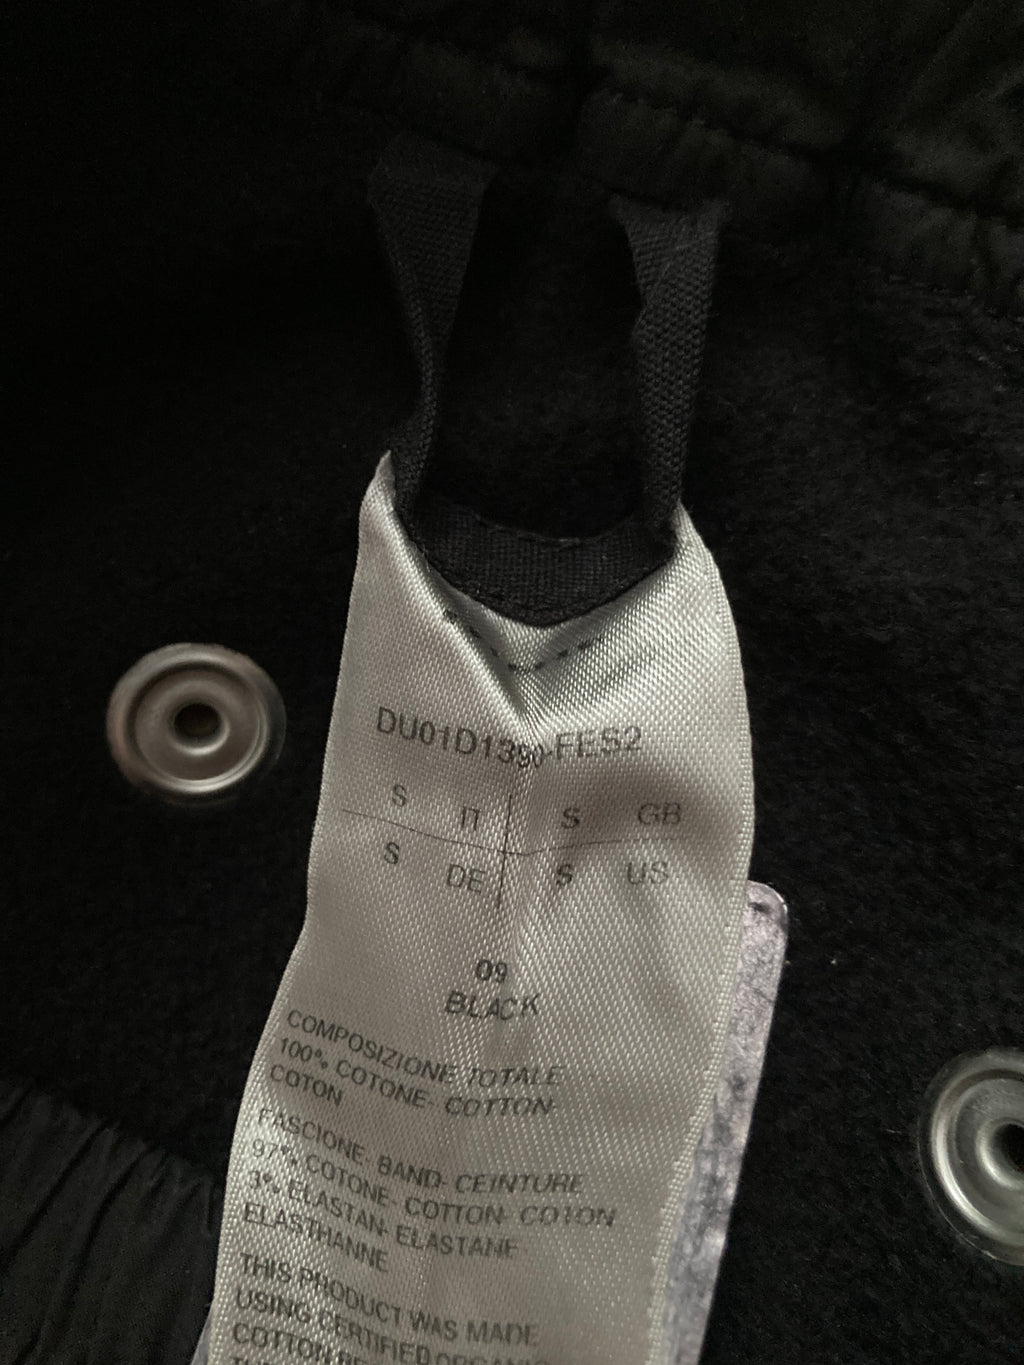 DU01D1390-FES2
S IT S GB
S DE S US
09
BLACK
COMPOSIZIONE TOTALE
100% COTONE- COTTON-
COTON
FASCIONE- BAND- CEINTURE
97% COTONE- COTTON- COTON
3% ELASTAN- ELASTANE-
ELASTHANNE
THIS PRODUCT WAS MADE
USING CERTIFIED ORGANIC
COTTON